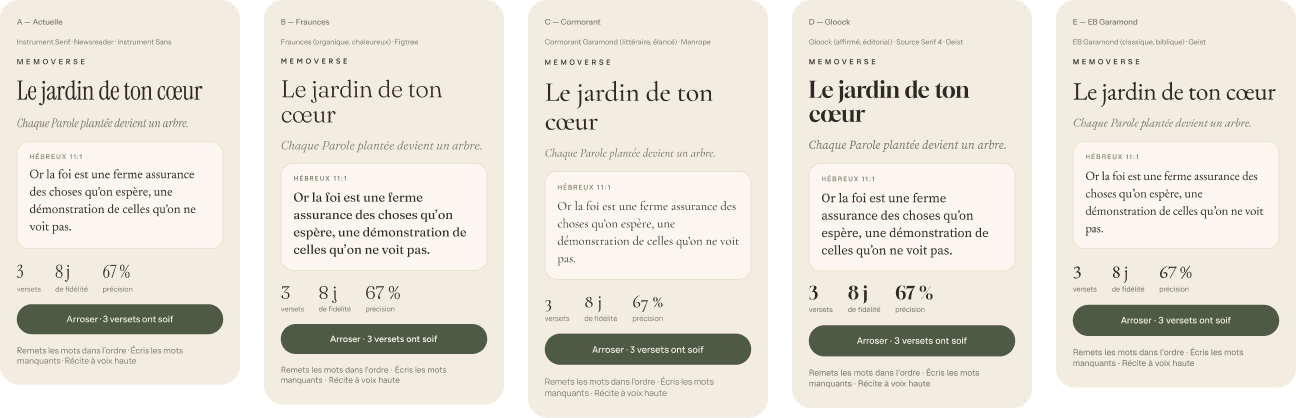 A — Actuelle
Instrument Serif · Newsreader · Instrument Sans
MEMOVERSE
Le jardin de ton cœur
Chaque Parole plantée devient un arbre.
HÉBREUX 11:1
Or la foi est une ferme assurance
des choses qu’on espère, une
démonstration de celles qu’on ne
voit pas.
3 8 j 67 %
versets de fidélité précision
Arroser · 3 versets ont soif
Remets les mots dans l’ordre · Écris les mots
manquants · Récite à voix haute
B — Fraunces
Fraunces (organique, chaleureux) · Figtree
MEMOVERSE
Le jardin de ton
cœur
Chaque Parole plantée devient un arbre.
HÉBREUX 11:1
Or la foi est une ferme
assurance des choses qu’on
espère, une démonstration de
celles qu’on ne voit pas.
3 8 j 67 %
versets de fidélité précision
Arroser · 3 versets ont soif
Remets les mots dans l’ordre · Écris les mots
manquants · Récite à voix haute
C — Cormorant
Cormorant Garamond (littéraire, élancé) · Manrope
MEMOVERSE
Le jardin de ton
cœur
Chaque Parole plantée devient un arbre.
HÉBREUX 11:1
Or la foi est une ferme assurance des
choses qu’on espère, une
démonstration de celles qu’on ne voit
pas.
3 8 j 67 %
versets de fidélité précision
Arroser · 3 versets ont soif
Remets les mots dans l’ordre · Écris les mots
manquants · Récite à voix haute
D — Gloock
Gloock (affirmé, éditorial) · Source Serif 4 · Geist
MEMOVERSE
Le jardin de ton
cœur
Chaque Parole plantée devient un arbre.
HÉBREUX 11:1
Or la foi est une ferme
assurance des choses qu’on
espère, une démonstration de
celles qu’on ne voit pas.
3 8 j 67 %
versets de fidélité précision
Arroser · 3 versets ont soif
Remets les mots dans l’ordre · Écris les mots
manquants · Récite à voix haute
E — EB Garamond
EB Garamond (classique, biblique) · Geist
MEMOVERSE
Le jardin de ton cœur
Chaque Parole plantée devient un arbre.
HÉBREUX 11:1
Or la foi est une ferme assurance des
choses qu’on espère, une
démonstration de celles qu’on ne voit
pas.
3 8 j 67 %
versets de fidélité précision
Arroser · 3 versets ont soif
Remets les mots dans l’ordre · Écris les mots
manquants · Récite à voix haute